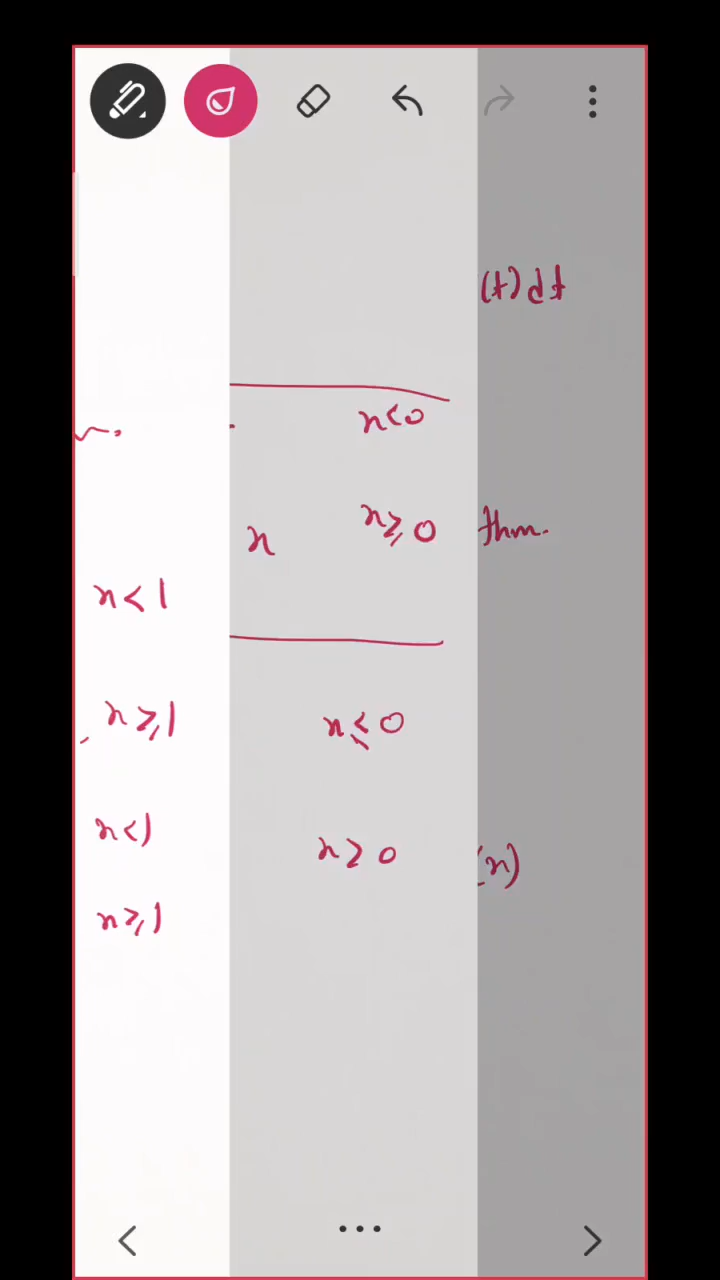 (t)dt
x<0
x
x≥0
thm.
x<1
x≥1
x≤0
x<1
x>0
(x)
x≥1